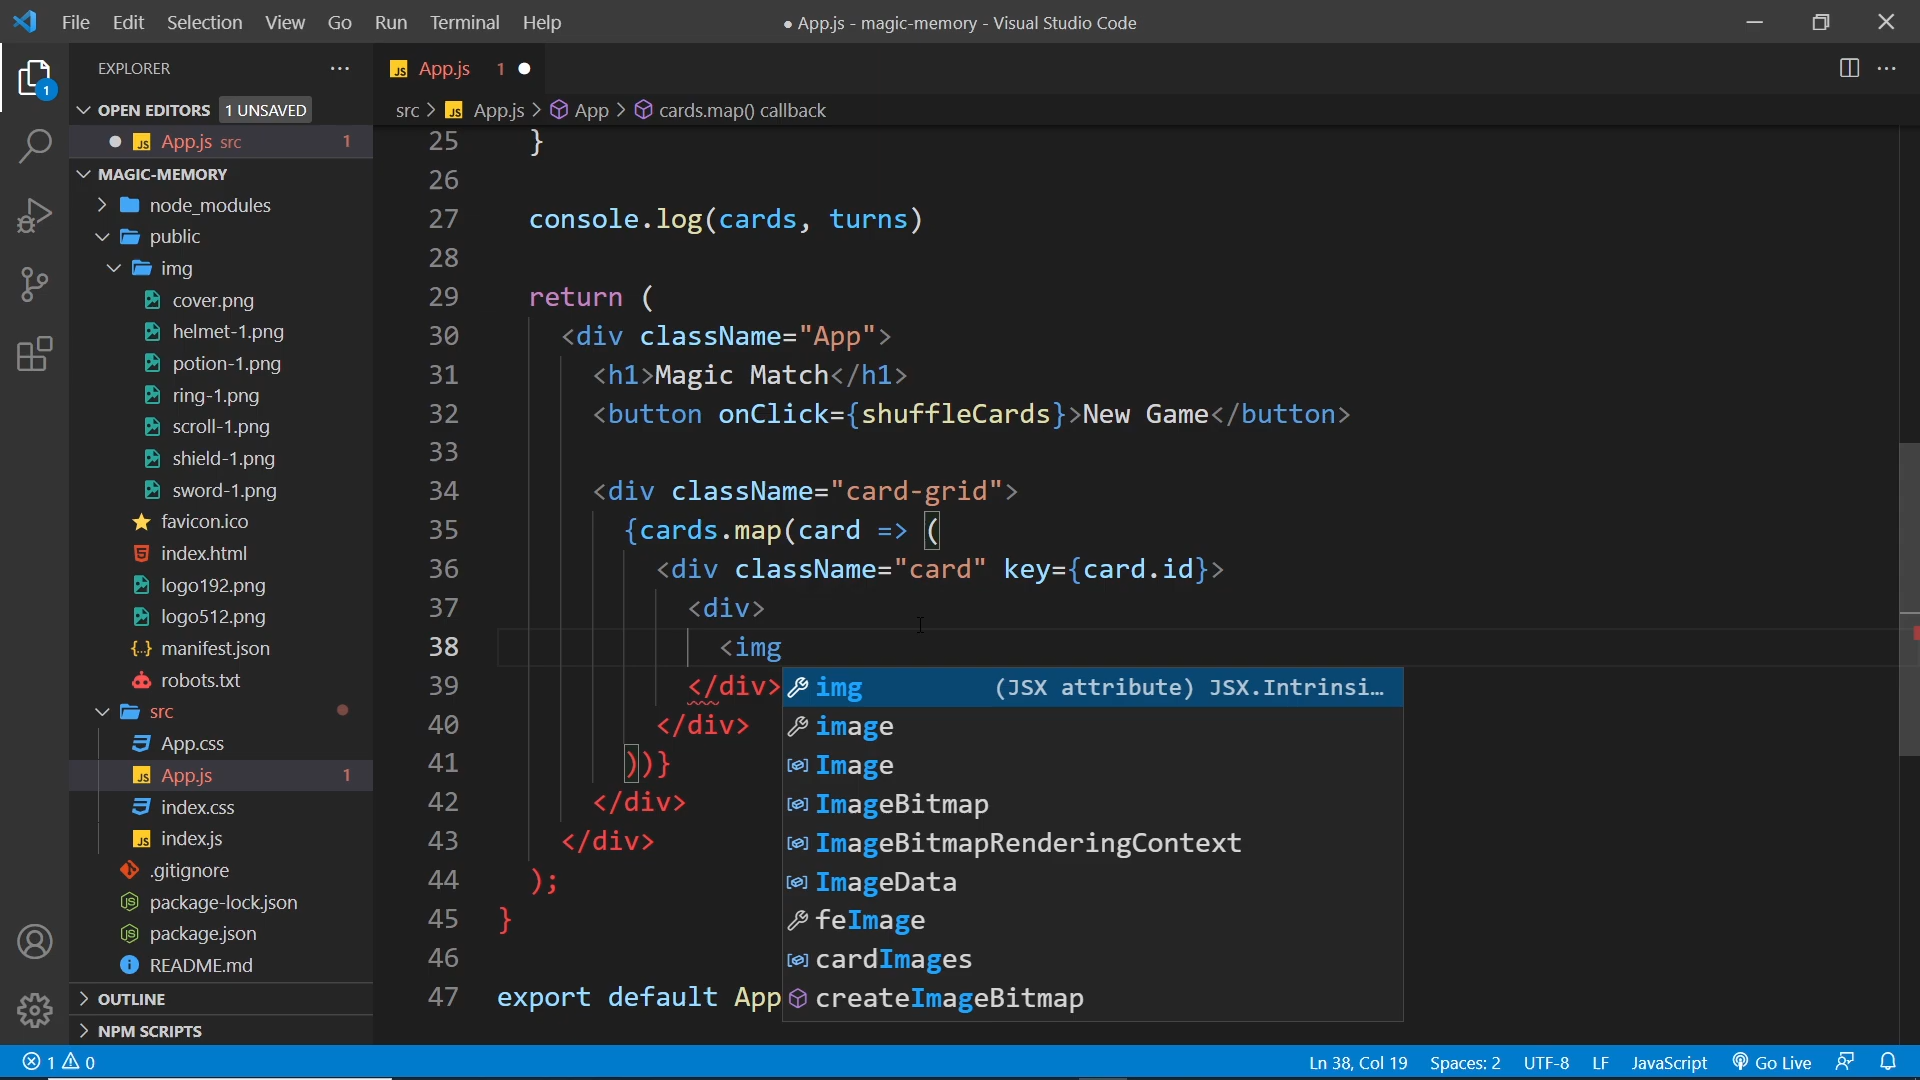 File Edit Selection View Go Run Terminal Help
● App.js - magic-memory - Visual Studio Code
EXPLORER
OPEN EDITORS 1 UNSAVED
App.js src 1
MAGIC-MEMORY
node_modules
public
img
cover.png
helmet-1.png
potion-1.png
ring-1.png
scroll-1.png
shield-1.png
sword-1.png
favicon.ico
index.html
logo192.png
logo512.png
manifest.json
robots.txt
src
App.css
App.js 1
index.css
index.js
.gitignore
package-lock.json
package.json
README.md
OUTLINE
NPM SCRIPTS
1
JS App.js 1
src > JS App.js > App > cards.map() callback
25 }
26
27 console.log(cards, turns)
28
29 return (
30 <div className="App">
31 <h1>Magic Match</h1>
32 <button onClick={shuffleCards}>New Game</button>
33
34 <div className="card-grid">
35 {cards.map(card => (
36 <div className="card" key={card.id}>
37 <div>
38 <img
39 </div>
40 </div>
41 ))}
42 </div>
43 </div>
44 );
45 }
46
47 export default App
img (JSX attribute) JSX.Intrinsi…
image
Image
ImageBitmap
ImageBitmapRenderingContext
ImageData
feImage
cardImages
createImageBitmap
1 0
Ln 38, Col 19 Spaces: 2 UTF-8 LF JavaScript Go Live